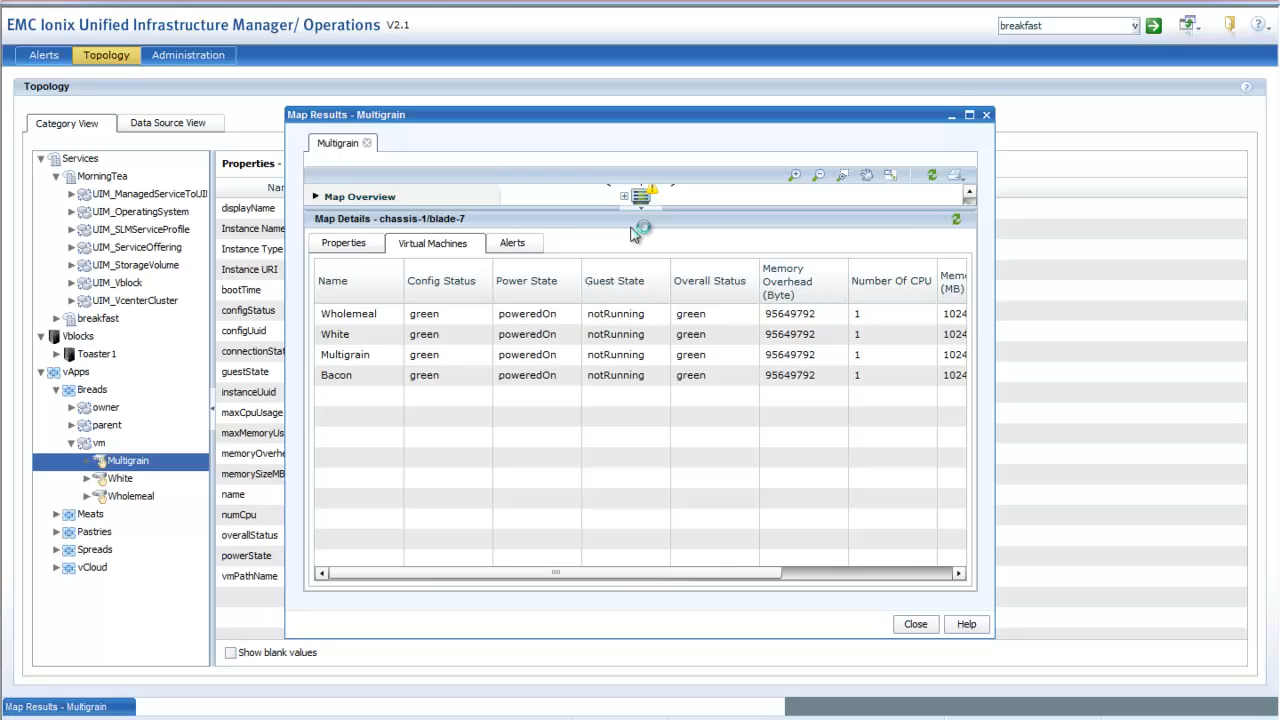 EMC Ionix Unified Infrastructure Manager/ Operations V2.1
breakfast
Alerts
Topology
Administration
Topology
Category View
Data Source View
Services
MorningTea
UIM_ManagedServiceToUI
UIM_OperatingSystem
UIM_SLMServiceProfile
UIM_ServiceOffering
UIM_StorageVolume
UIM_Vblock
UIM_VcenterCluster
breakfast
Vblocks
Toaster1
vApps
Breads
owner
parent
vm
Multigrain
White
Wholemeal
Meats
Pastries
Spreads
vCloud
Properties -
Nar
displayName
Instance Name
Instance Type
Instance URI
bootTime
configStatus
configUuid
connectionStat
guestState
instanceUuid
maxCpuUsage
maxMemoryUs
memoryOverhe
memorySizeMB
name
numCpu
overallStatus
powerState
vmPathName
Show blank values
Map Results - Multigrain
Multigrain
Map Overview
Map Details - chassis-1/blade-7
Properties
Virtual Machines
Alerts
Name Config Status Power State Guest State Overall Status Memory Overhead (Byte) Number Of CPU Memo (MB)
Wholemeal green poweredOn notRunning green 95649792 1 1024
White green poweredOn notRunning green 95649792 1 1024
Multigrain green poweredOn notRunning green 95649792 1 1024
Bacon green poweredOn notRunning green 95649792 1 1024
Close
Help
Map Results - Multigrain